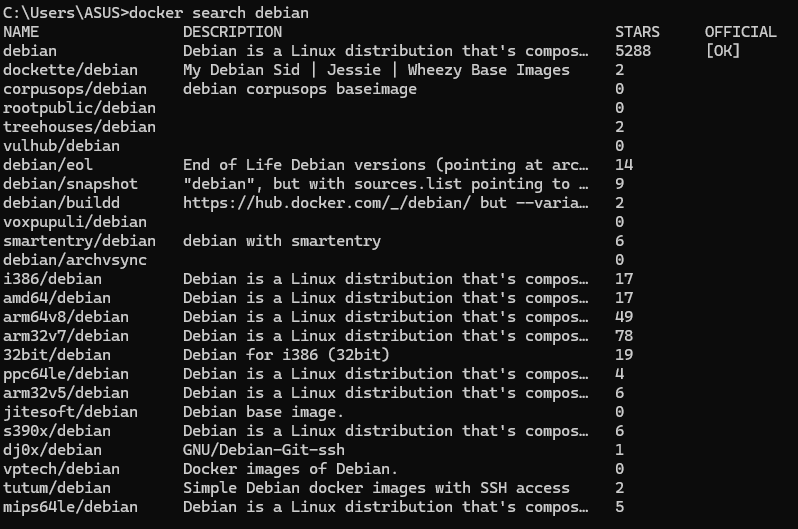 C:\Users\ASUS>docker search debian
NAME                DESCRIPTION                                     STARS     OFFICIAL
debian              Debian is a Linux distribution that's compos…   5288      [OK]
dockette/debian     My Debian Sid | Jessie | Wheezy Base Images     2
corpusops/debian    debian corpusops baseimage                      0
rootpublic/debian                                                   0
treehouses/debian                                                   2
vulhub/debian                                                       0
debian/eol          End of Life Debian versions (pointing at arc…   14
debian/snapshot     "debian", but with sources.list pointing to …   9
debian/buildd       https://hub.docker.com/_/debian/ but --varia…   2
voxpupuli/debian                                                    0
smartentry/debian   debian with smartentry                          6
debian/archvsync                                                    0
i386/debian         Debian is a Linux distribution that's compos…   17
amd64/debian        Debian is a Linux distribution that's compos…   17
arm64v8/debian      Debian is a Linux distribution that's compos…   49
arm32v7/debian      Debian is a Linux distribution that's compos…   78
32bit/debian        Debian for i386 (32bit)                         19
ppc64le/debian      Debian is a Linux distribution that's compos…   4
arm32v5/debian      Debian is a Linux distribution that's compos…   6
jitesoft/debian     Debian base image.                              0
s390x/debian        Debian is a Linux distribution that's compos…   6
dj0x/debian         GNU/Debian-Git-ssh                              1
vptech/debian       Docker images of Debian.                        0
tutum/debian        Simple Debian docker images with SSH access     2
mips64le/debian     Debian is a Linux distribution that's compos…   5